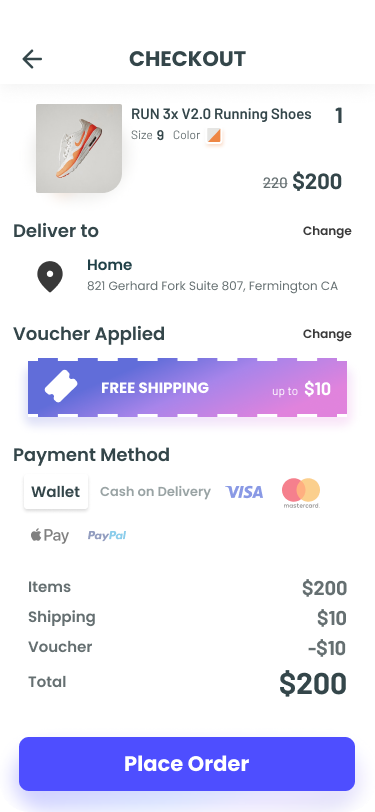 CHECKOUT
RUN 3x V2.0 Running Shoes 1
Size 9 Color
220 $200
Deliver to Change
Home
821 Gerhard Fork Suite 807, Fermington CA
Voucher Applied Change
FREE SHIPPING up to $10
Payment Method
Wallet Cash on Delivery VISA mastercard.
Pay PayPal
Items $200
Shipping $10
Voucher -$10
Total $200
Place Order